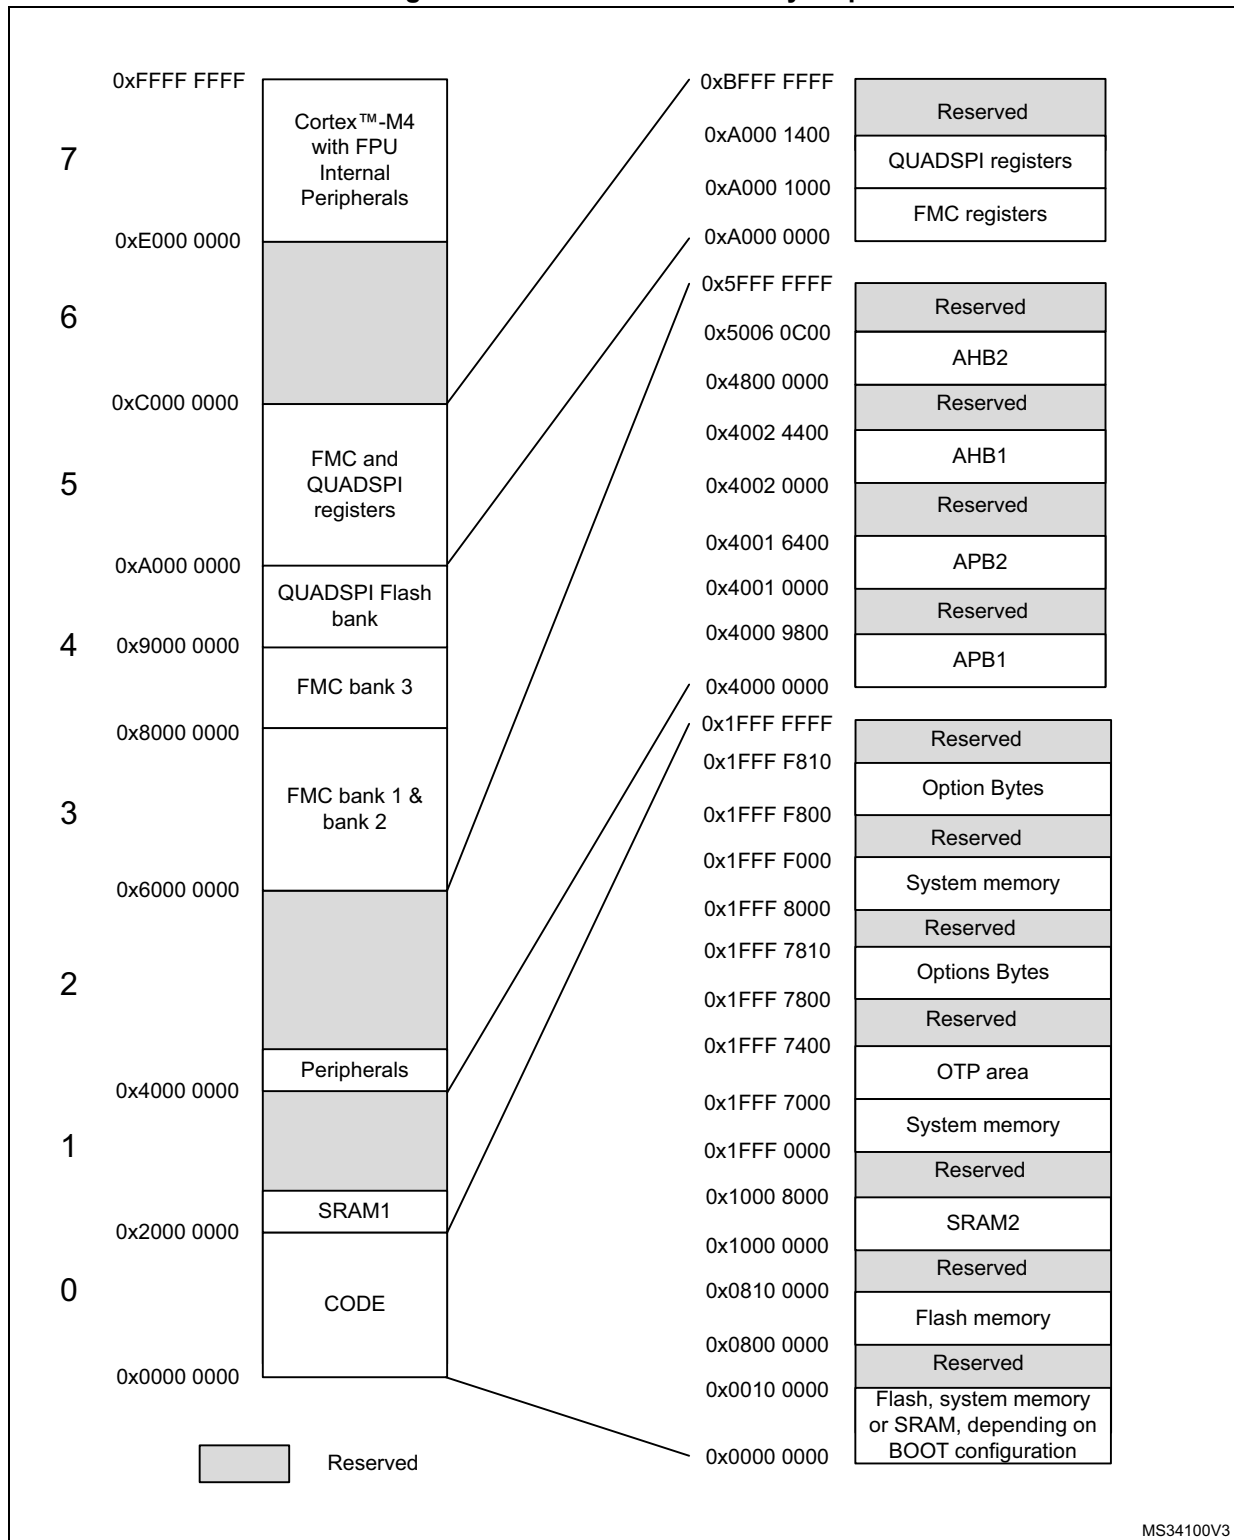 0xFFFF FFFF
7
Cortex™-M4
with FPU
Internal
Peripherals
0xE000 0000
6
0xC000 0000
5
FMC and
QUADSPI
registers
0xA000 0000
QUADSPI Flash
bank
4
0x9000 0000
FMC bank 3
0x8000 0000
3
FMC bank 1 &
bank 2
0x6000 0000
2
Peripherals
0x4000 0000
1
SRAM1
0x2000 0000
0
CODE
0x0000 0000
Reserved
0xBFFF FFFF
Reserved
0xA000 1400
QUADSPI registers
0xA000 1000
FMC registers
0xA000 0000
0x5FFF FFFF
Reserved
0x5006 0C00
AHB2
0x4800 0000
Reserved
0x4002 4400
AHB1
0x4002 0000
Reserved
0x4001 6400
APB2
0x4001 0000
Reserved
0x4000 9800
APB1
0x4000 0000
0x1FFF FFFF
Reserved
0x1FFF F810
Option Bytes
0x1FFF F800
Reserved
0x1FFF F000
System memory
0x1FFF 8000
Reserved
0x1FFF 7810
Options Bytes
0x1FFF 7800
Reserved
0x1FFF 7400
OTP area
0x1FFF 7000
System memory
0x1FFF 0000
Reserved
0x1000 8000
SRAM2
0x1000 0000
Reserved
0x0810 0000
Flash memory
0x0800 0000
Reserved
0x0010 0000
Flash, system memory
or SRAM, depending on
BOOT configuration
0x0000 0000
MS34100V3